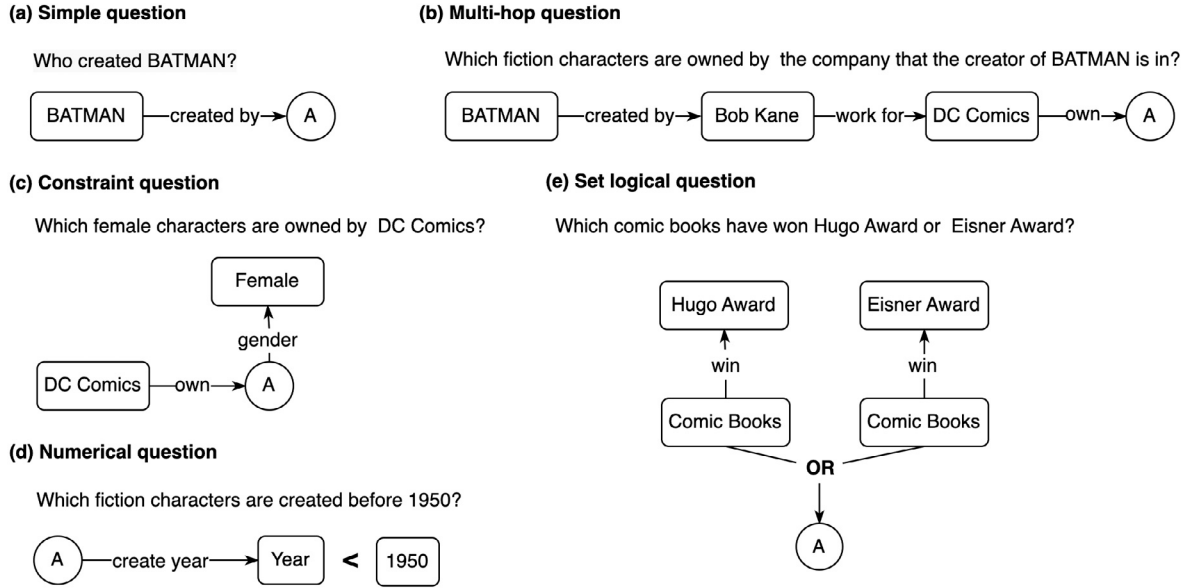 (a) Simple question
Who created BATMAN?
BATMAN created by A
(b) Multi-hop question
Which fiction characters are owned by the company that the creator of BATMAN is in?
BATMAN created by Bob Kane work for DC Comics own A
(c) Constraint question
Which female characters are owned by DC Comics?
Female
gender
DC Comics own A
(d) Numerical question
Which fiction characters are created before 1950?
A create year Year < 1950
(e) Set logical question
Which comic books have won Hugo Award or Eisner Award?
Hugo Award Eisner Award
win win
Comic Books Comic Books
OR
A